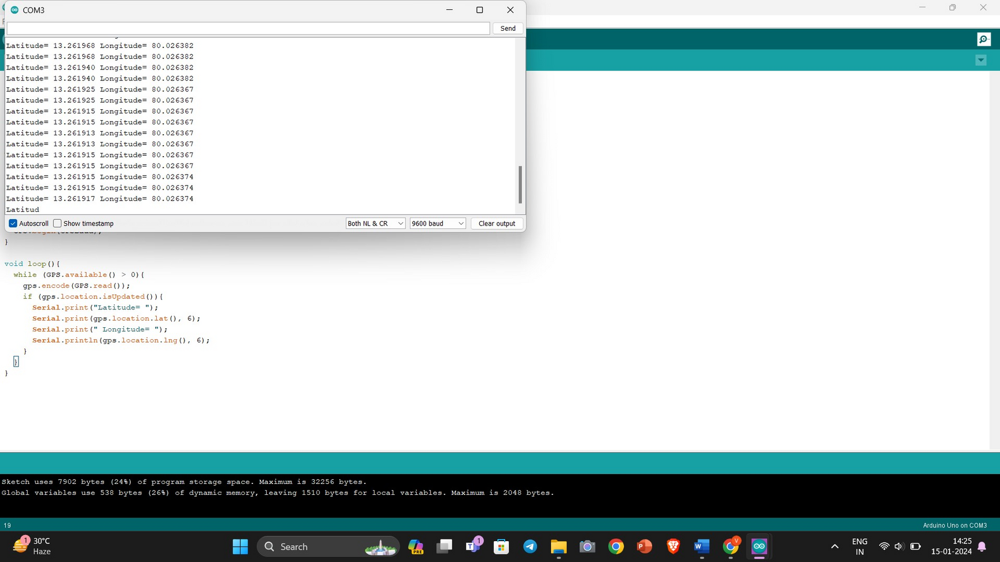 COM3
Send
Latitude= 13.261968 Longitude= 80.026382
Latitude= 13.261968 Longitude= 80.026382
Latitude= 13.261940 Longitude= 80.026382
Latitude= 13.261940 Longitude= 80.026382
Latitude= 13.261925 Longitude= 80.026367
Latitude= 13.261925 Longitude= 80.026367
Latitude= 13.261915 Longitude= 80.026367
Latitude= 13.261915 Longitude= 80.026367
Latitude= 13.261913 Longitude= 80.026367
Latitude= 13.261913 Longitude= 80.026367
Latitude= 13.261915 Longitude= 80.026367
Latitude= 13.261915 Longitude= 80.026367
Latitude= 13.261915 Longitude= 80.026374
Latitude= 13.261915 Longitude= 80.026374
Latitude= 13.261917 Longitude= 80.026374
Latitud
Autoscroll Show timestamp Both NL & CR 9600 baud Clear output
}
void loop(){
while (GPS.available() > 0){
gps.encode(GPS.read());
if (gps.location.isUpdated()){
Serial.print("Latitude= ");
Serial.print(gps.location.lat(), 6);
Serial.print(" Longitude= ");
Serial.println(gps.location.lng(), 6);
}
}
}
Sketch uses 7902 bytes (24%) of program storage space. Maximum is 32256 bytes.
Global variables use 538 bytes (26%) of dynamic memory, leaving 1510 bytes for local variables. Maximum is 2048 bytes.
19 Arduino Uno on COM3
1 30°C
Haze
Search
PRE
T 1
P
W
V
ENG
IN
14:25
15-01-2024